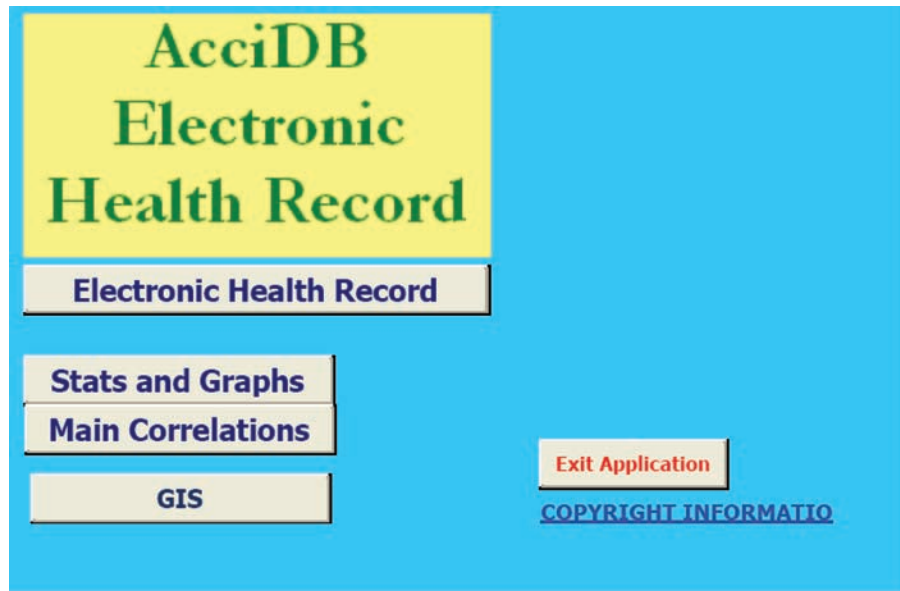 AcciDB
Electronic
Health Record
Electronic Health Record
Stats and Graphs
Main Correlations
GIS
Exit Application
COPYRIGHT INFORMATIO